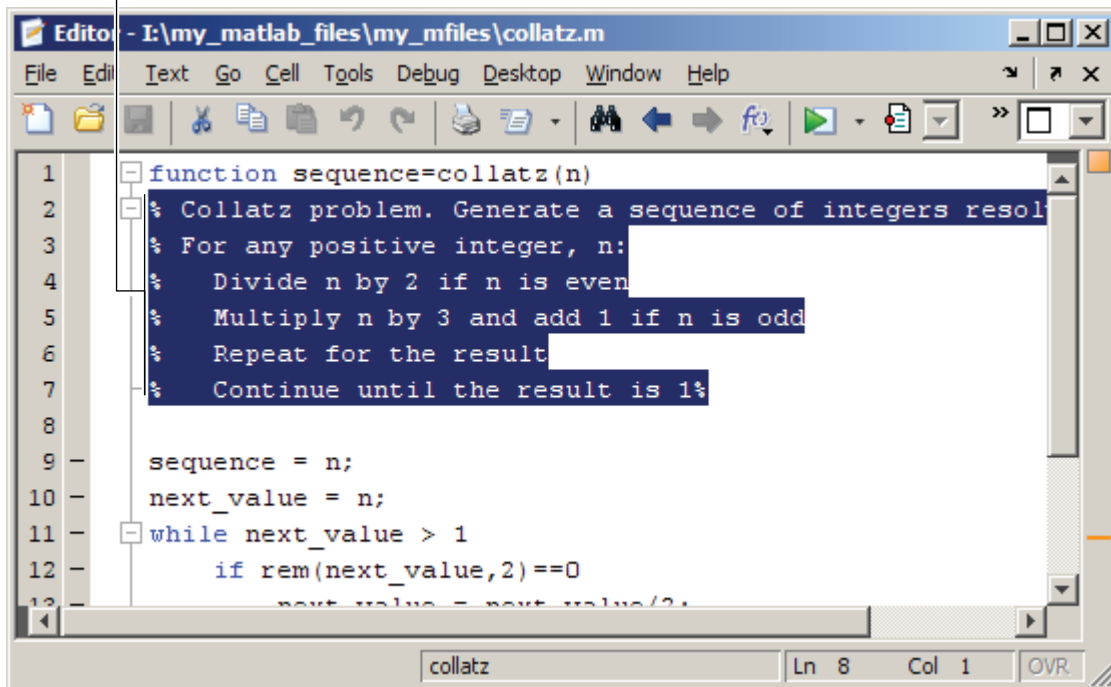 Editor - I:\my_matlab_files\my_mfiles\collatz.m
File Edit Text Go Cell Tools Debug Desktop Window Help
1 function sequence=collatz(n)
2 % Collatz problem. Generate a sequence of integers resol
3 % For any positive integer, n:
4 %   Divide n by 2 if n is even
5 %   Multiply n by 3 and add 1 if n is odd
6 %   Repeat for the result
7 %   Continue until the result is 1%
8
9 – sequence = n;
10 – next_value = n;
11 – while next_value > 1
12 –     if rem(next_value,2)==0
13 –         next_value = next_value/2;
collatz Ln 8 Col 1 OVR